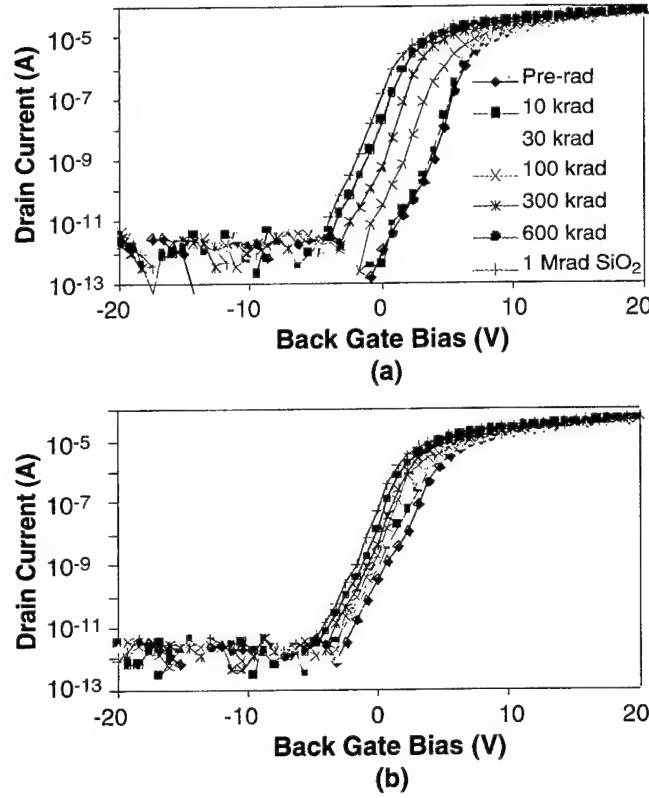 Drain Current (A)
10-5
10-7
10-9
10-11
10-13
-20
-10
0
10
20
Back Gate Bias (V)
(a)
Pre-rad
10 krad
30 krad
100 krad
300 krad
600 krad
1 Mrad SiO2
Drain Current (A)
10-5
10-7
10-9
10-11
10-13
-20
-10
0
10
20
Back Gate Bias (V)
(b)